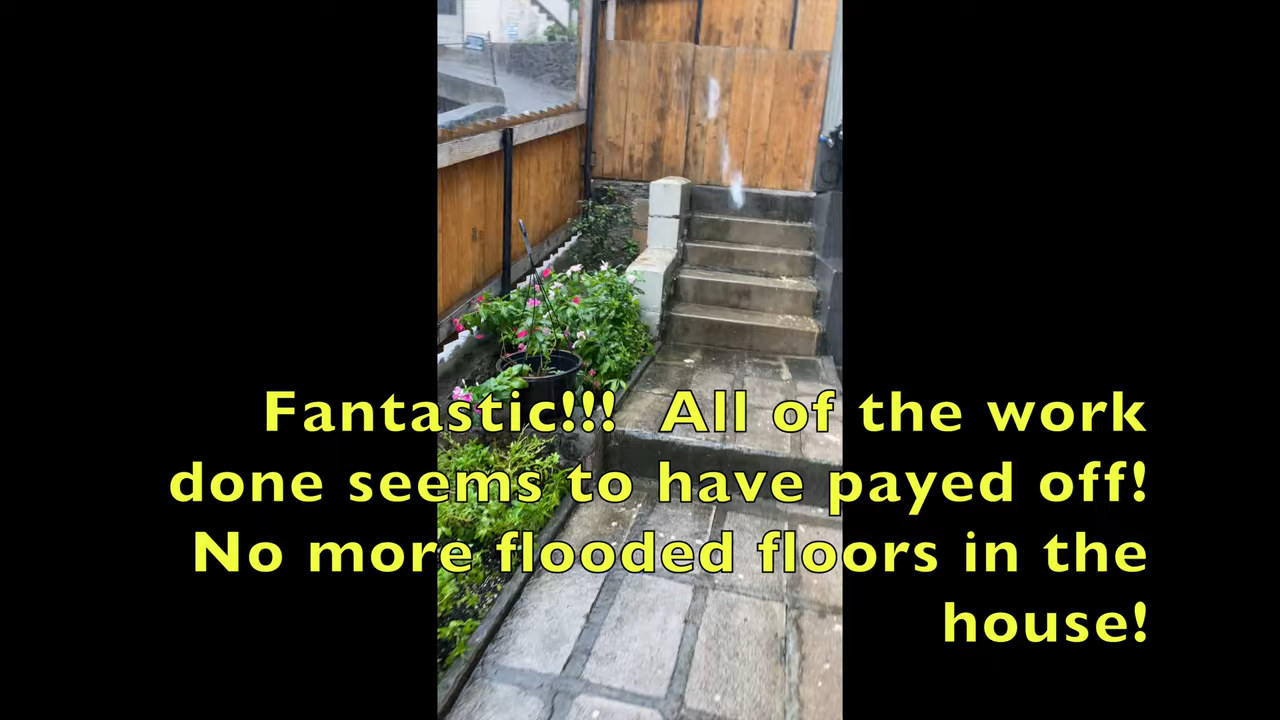 Fantastic!!!  All of the work
done seems to have payed off!
No more flooded floors in the
house!